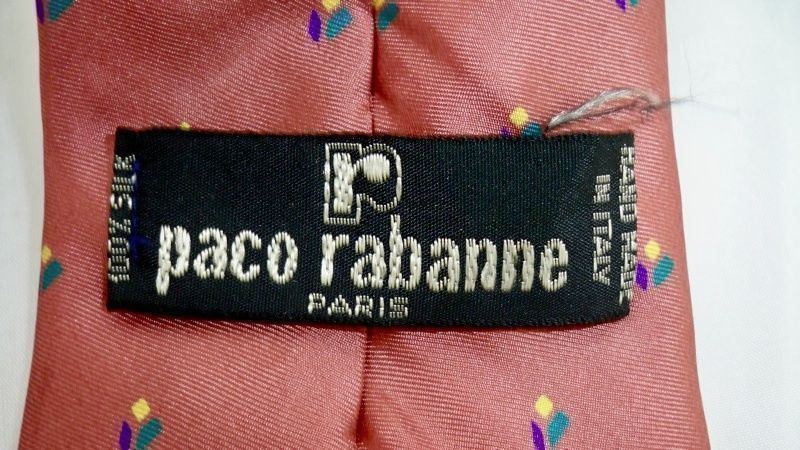 100% SILK
paco rabanne
PARIS
HAND MADE
IN ITALY